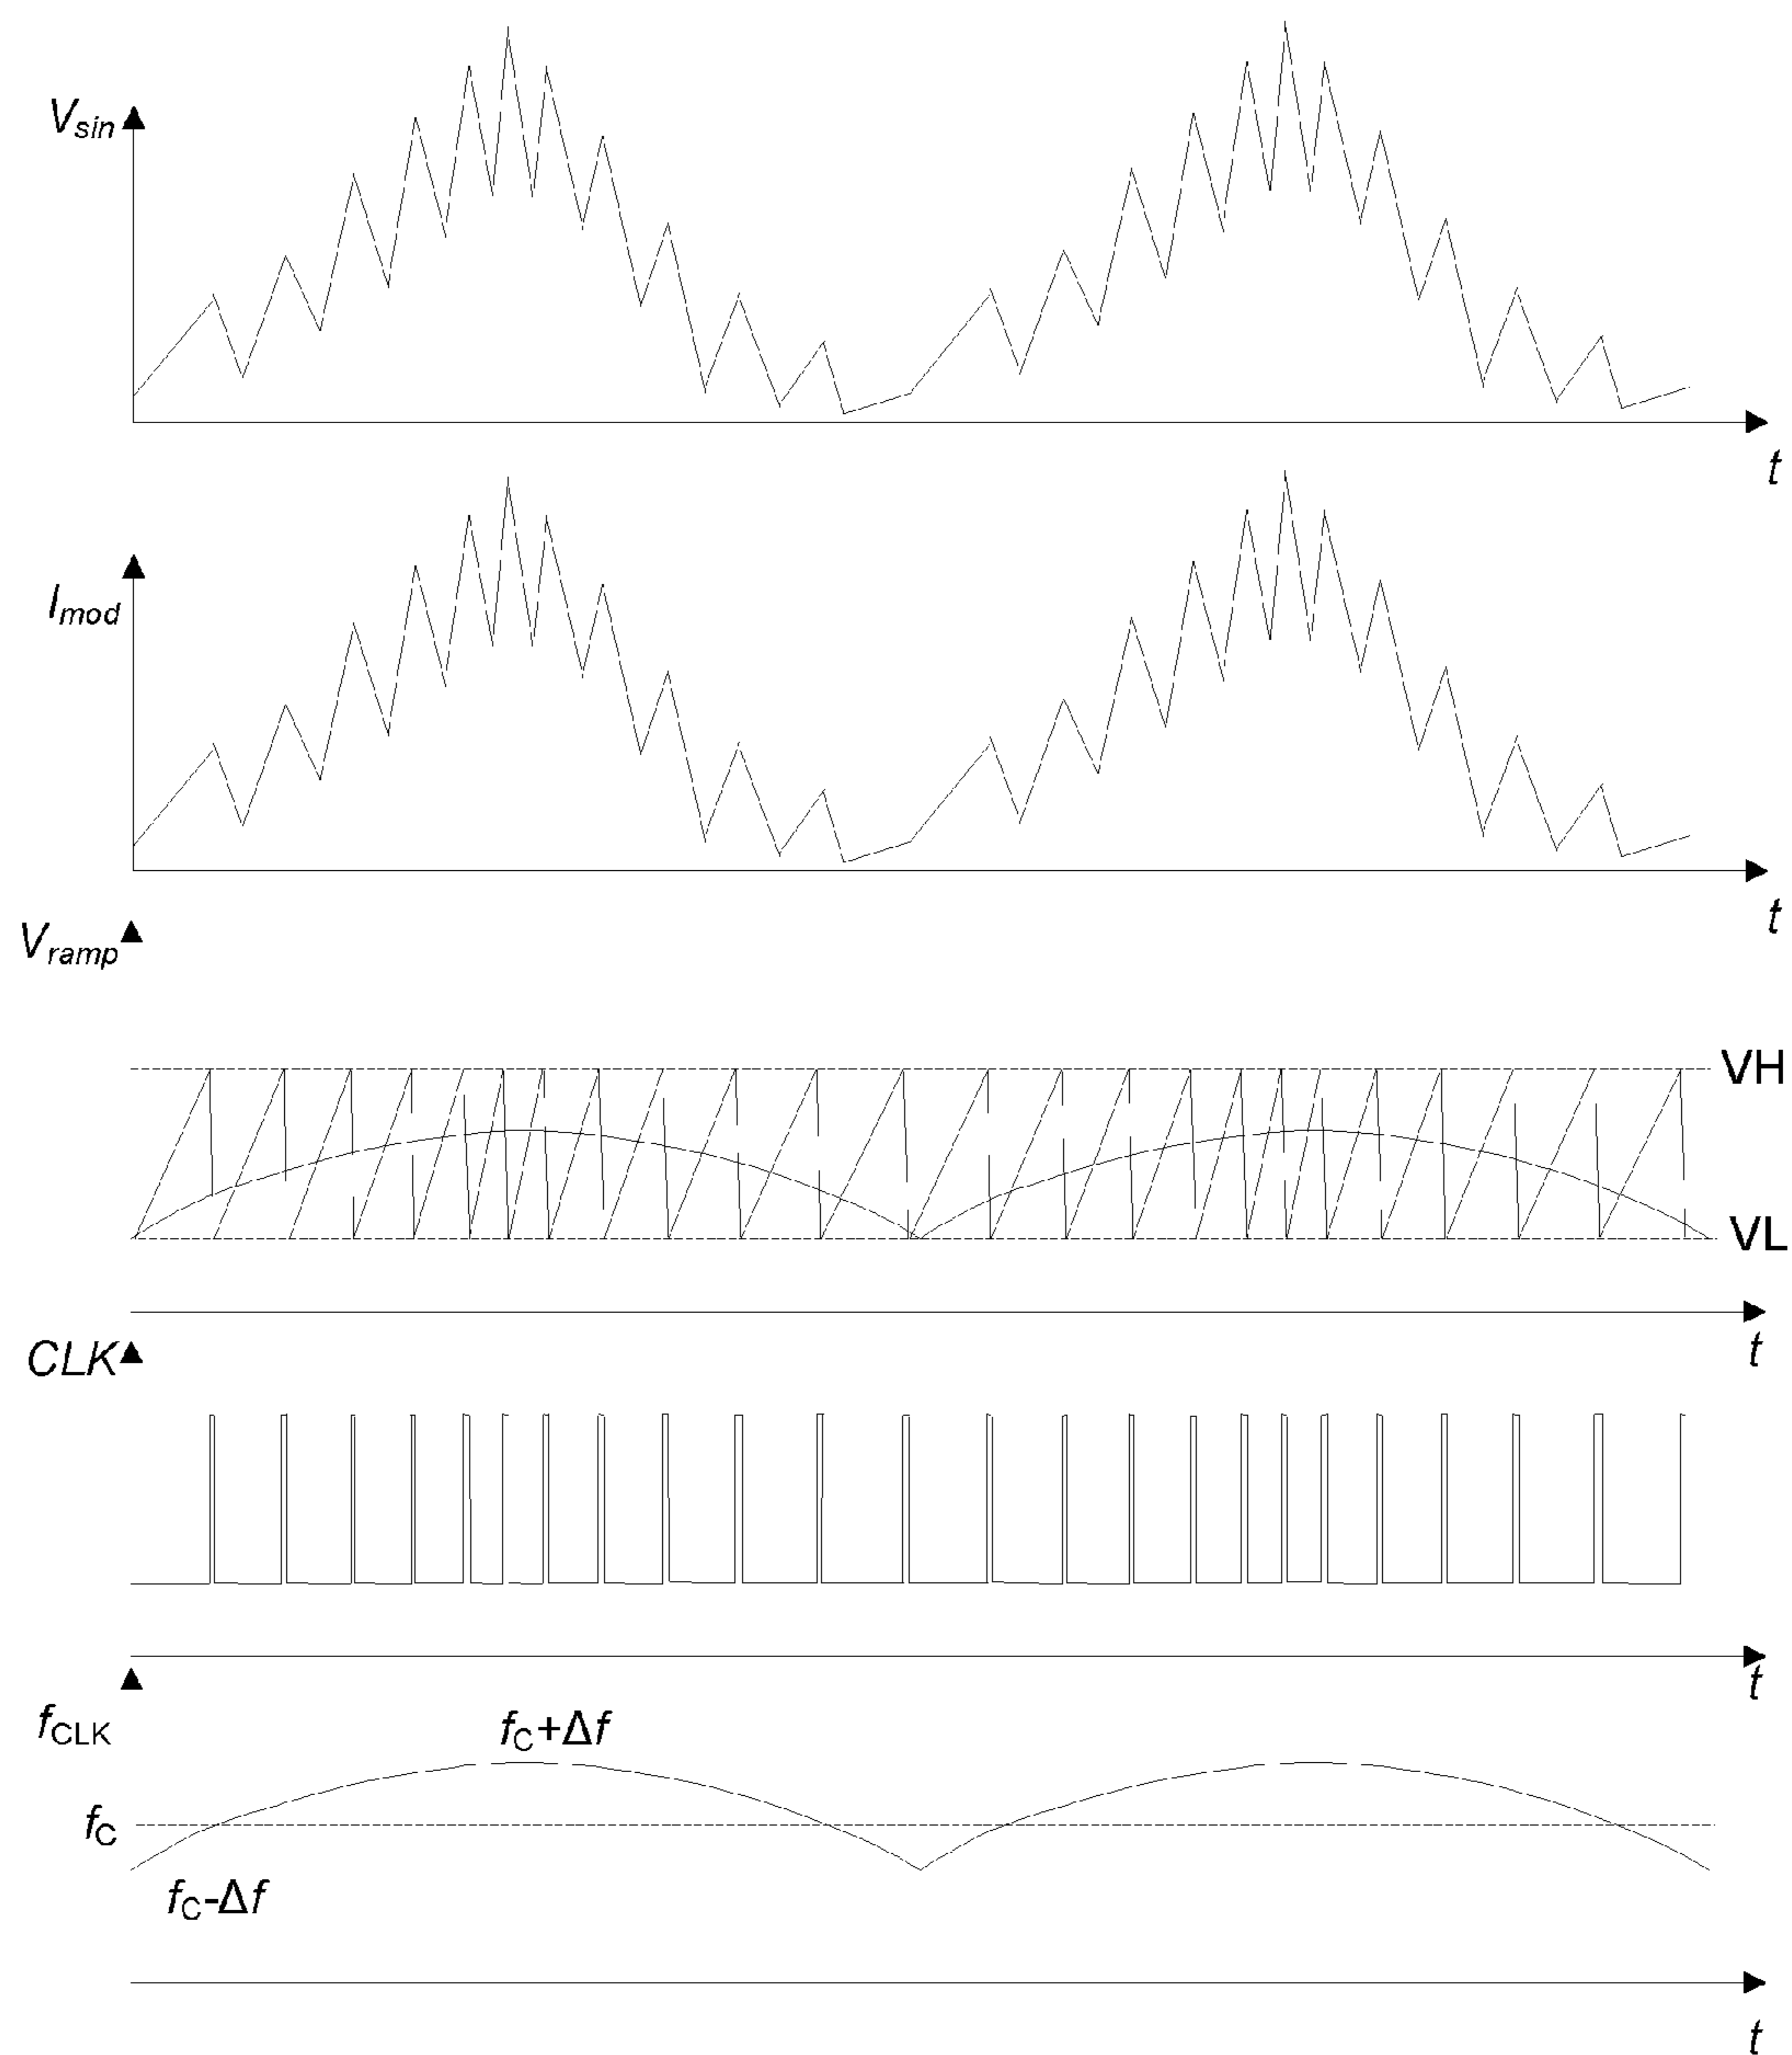 Vsin
t
Imod
t
Vramp
VH
VL
t
CLK
t
fCLK
fC+Δf
fC
fC-Δf
t